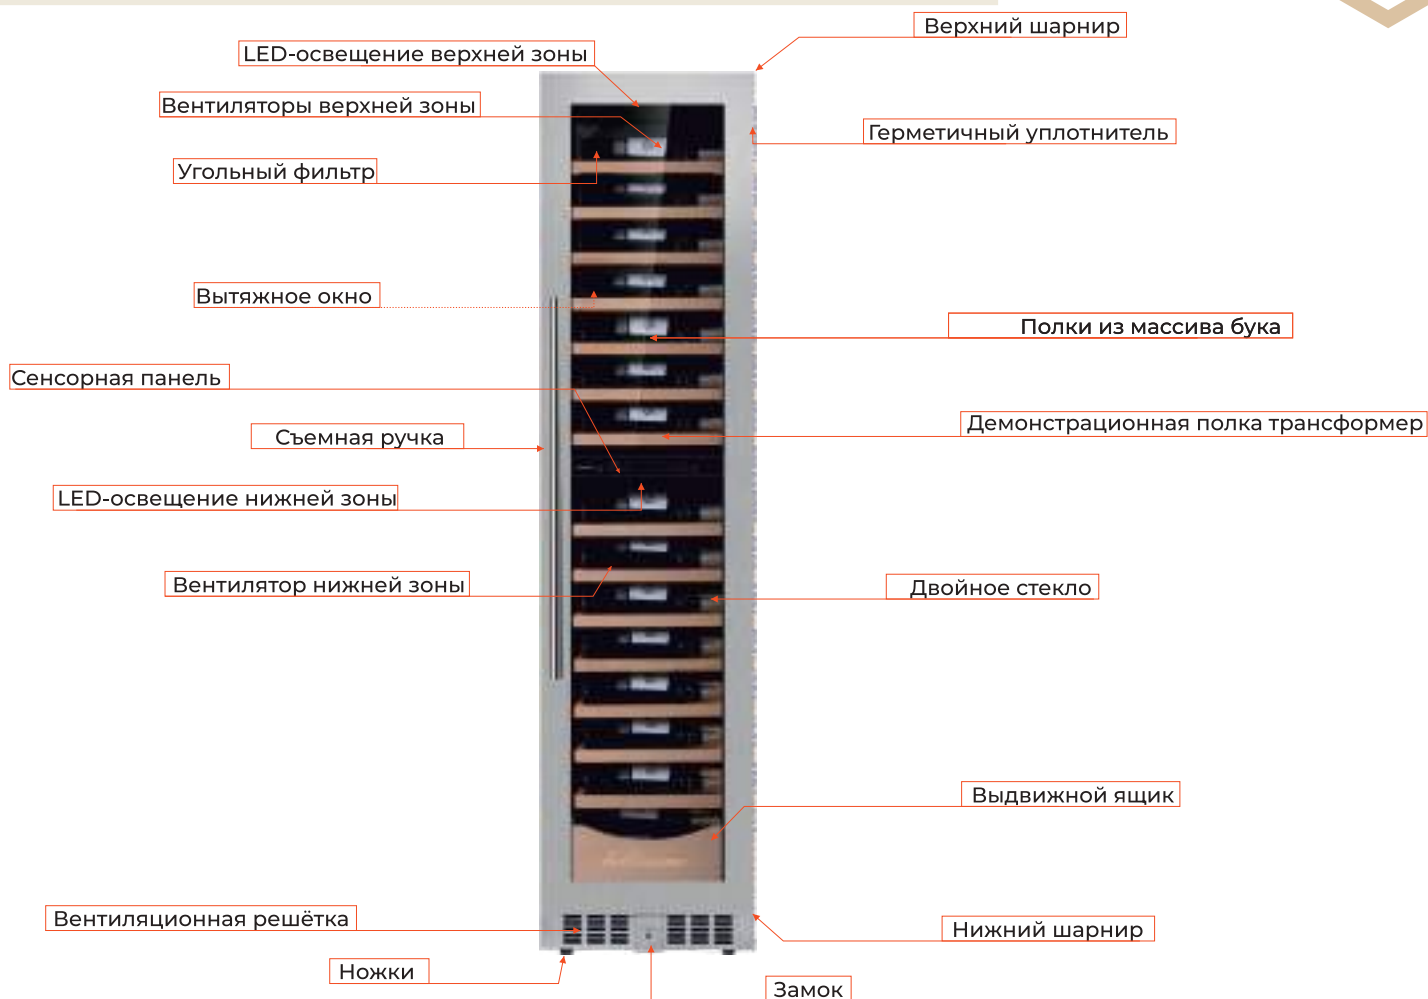 Верхний шарнир
LED-освещение верхней зоны
Вентиляторы верхней зоны
Герметичный уплотнитель
Угольный фильтр
Вытяжное окно
Полки из массива бука
Сенсорная панель
Демонстрационная полка трансформер
Съемная ручка
LED-освещение нижней зоны
Вентилятор нижней зоны
Двойное стекло
Выдвижной ящик
Вентиляционная решётка
Нижний шарнир
Ножки
Замок